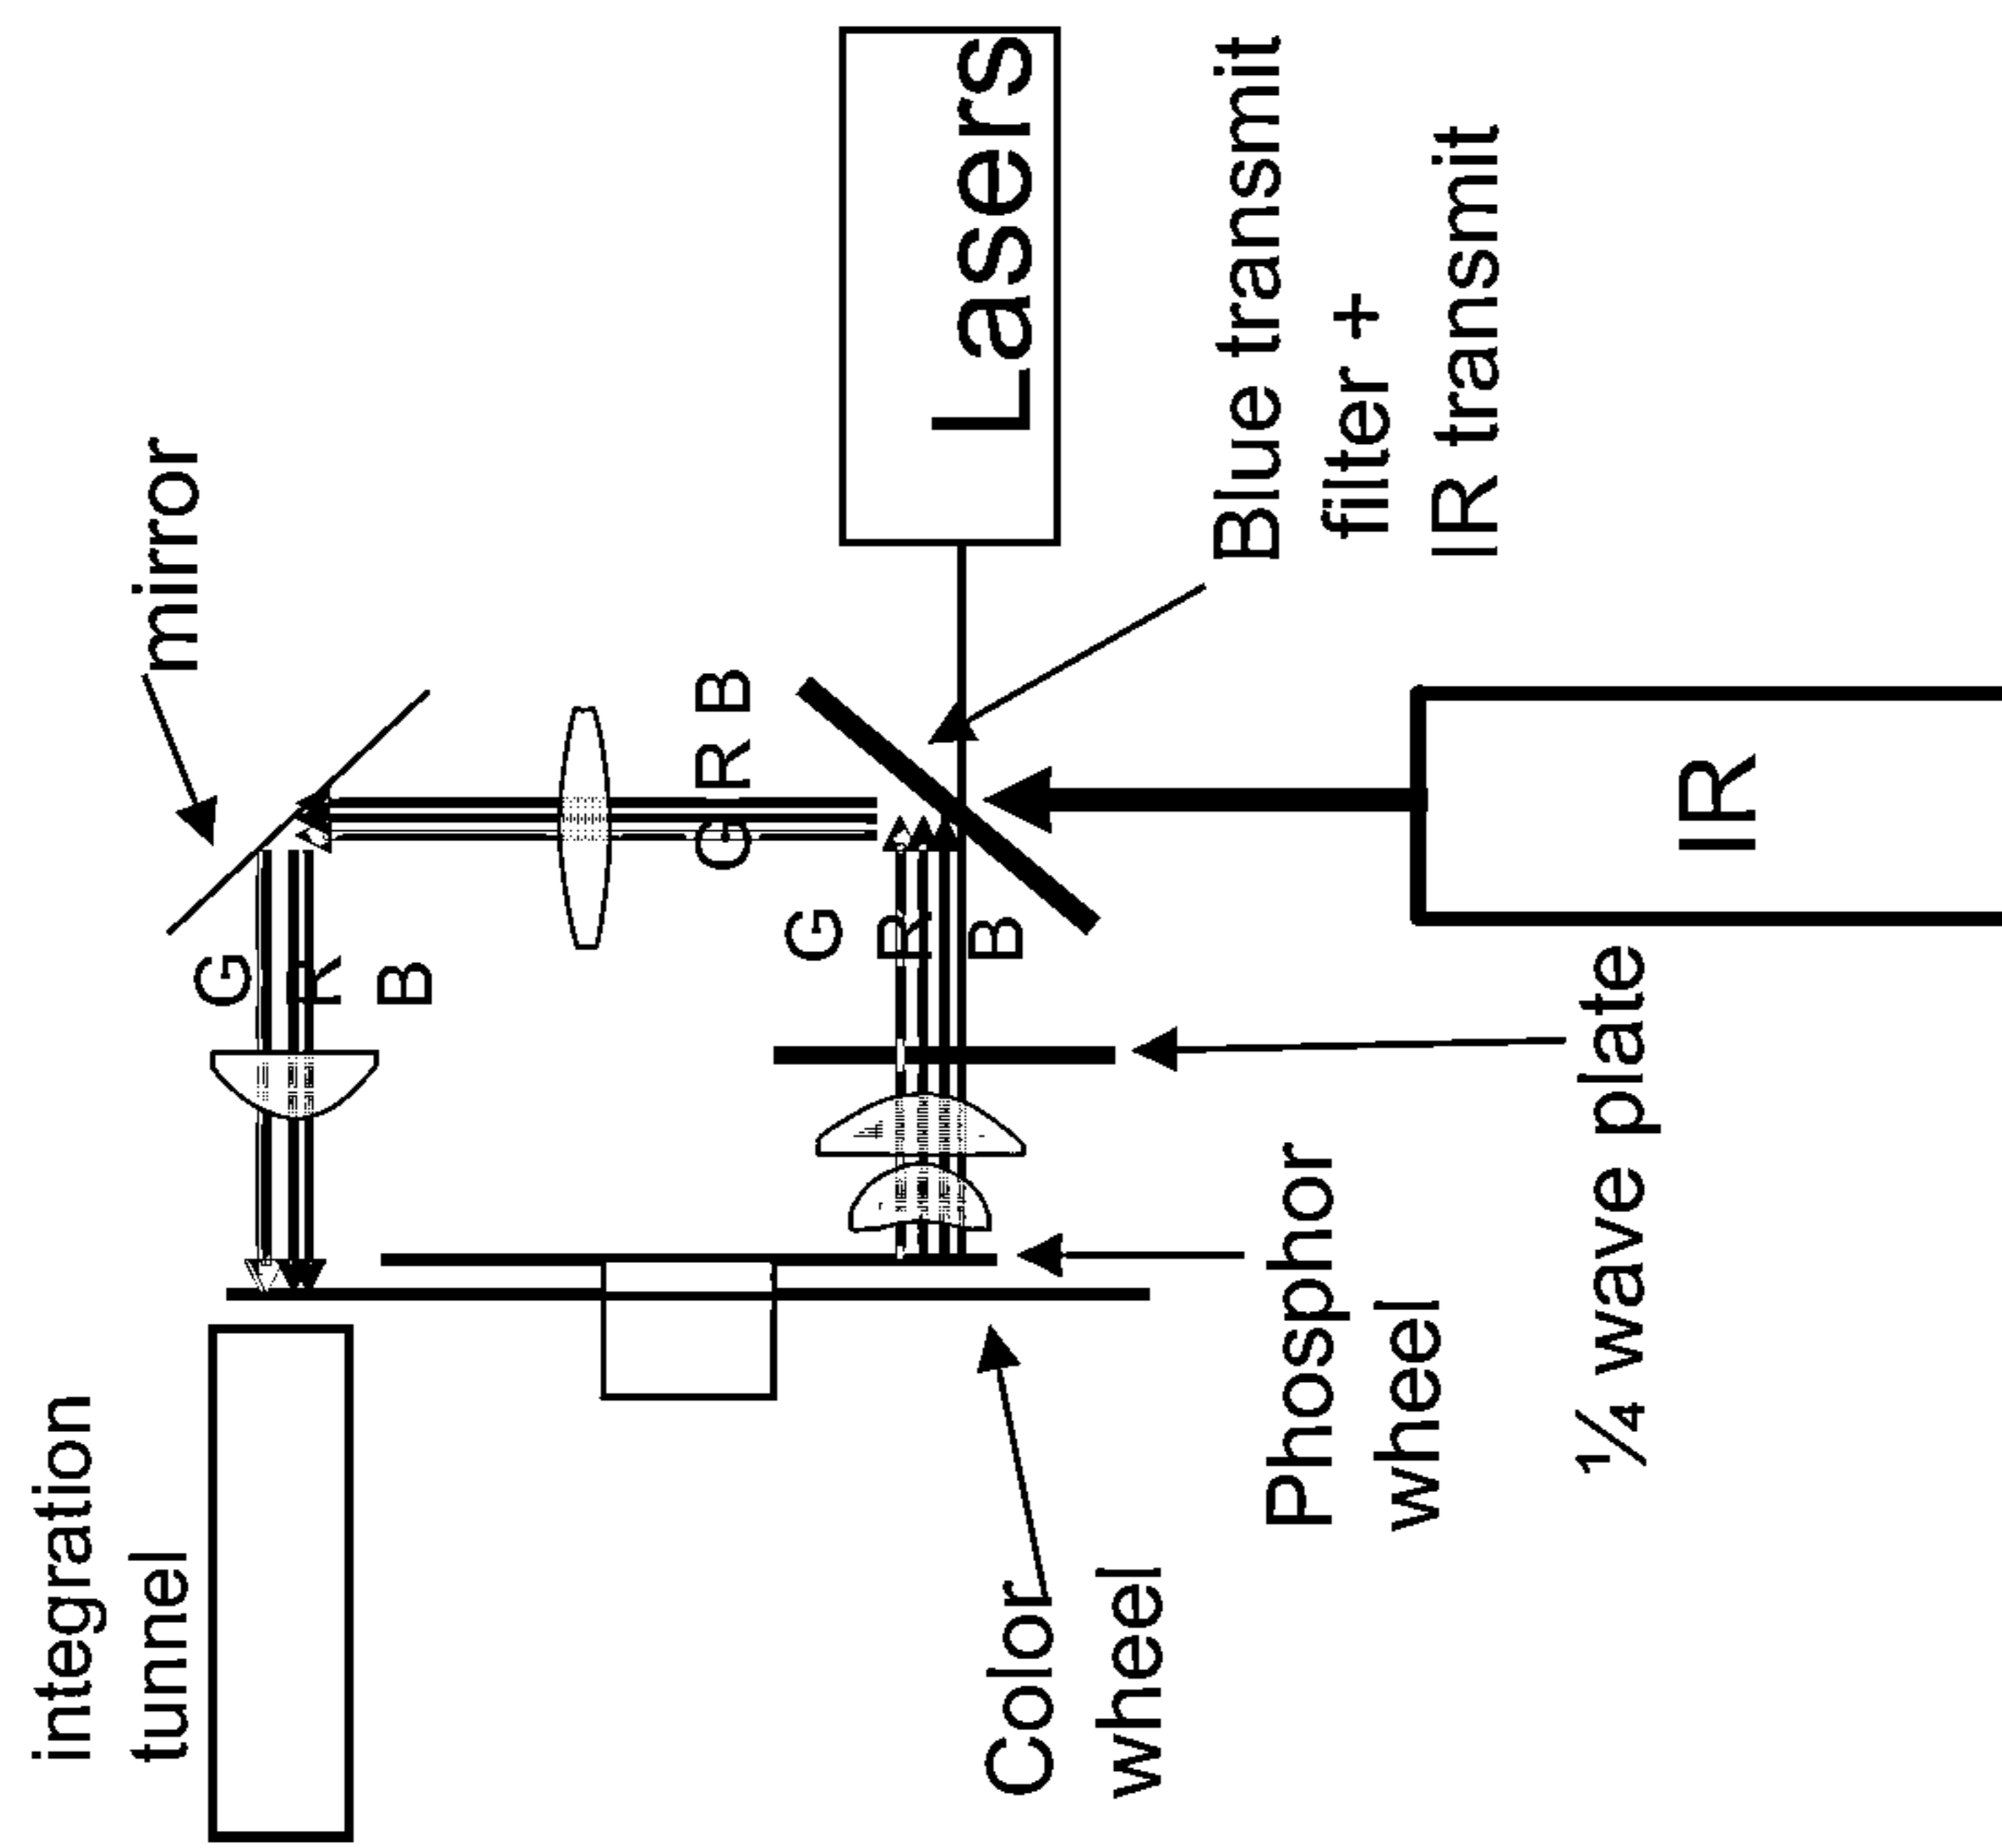 integration
tunnel
mirror
G
R
B
G R B
G
R
B
Lasers
Color
wheel
Phosphor
wheel
Blue transmit
filter +
IR transmit
¼ wave plate
IR